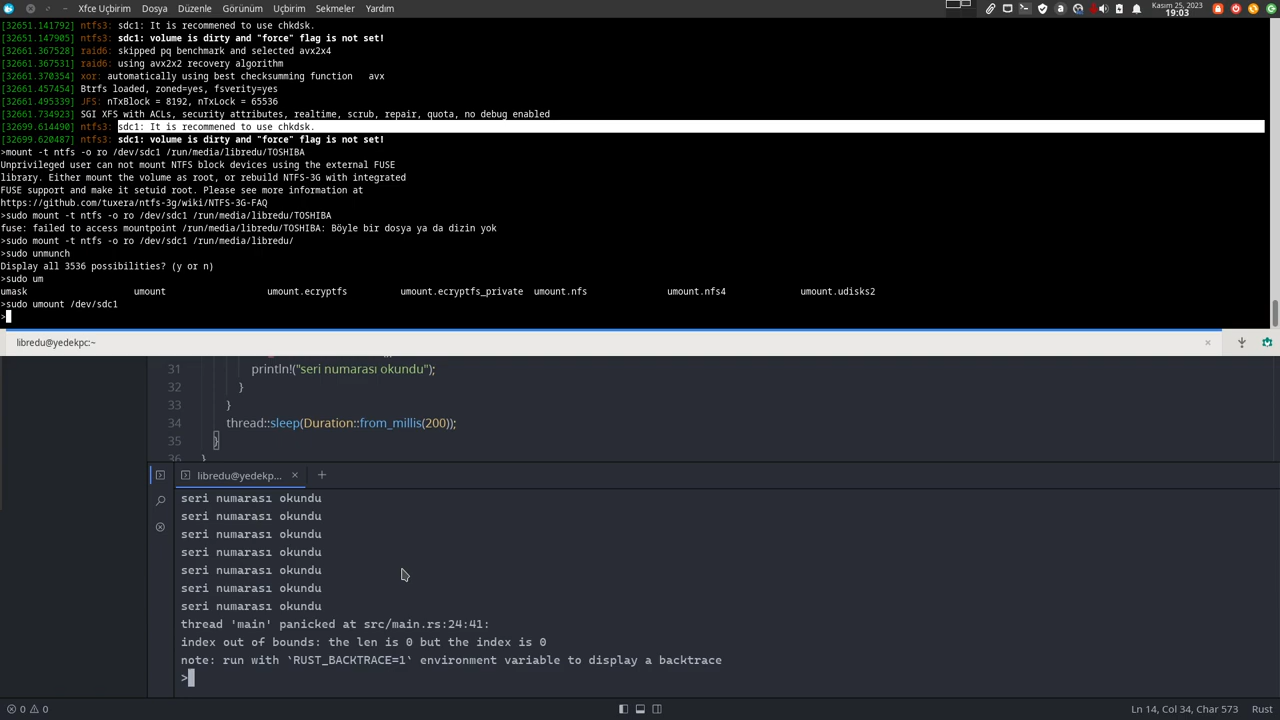 Xfce Uçbirim Dosya Düzenle Görünüm Uçbirim Sekmeler Yardım
Kasım 25, 2023
19:03
[32651.141792] ntfs3: sdc1: It is recommened to use chkdsk.
[32651.147905] ntfs3: sdc1: volume is dirty and "force" flag is not set!
[32661.367528] raid6: skipped pq benchmark and selected avx2x4
[32661.367531] raid6: using avx2x2 recovery algorithm
[32661.370354] xor: automatically using best checksumming function   avx
[32661.457454] Btrfs loaded, zoned=yes, fsverity=yes
[32661.495339] JFS: nTxBlock = 8192, nTxLock = 65536
[32661.734923] SGI XFS with ACLs, security attributes, realtime, scrub, repair, quota, no debug enabled
[32699.614490] ntfs3: sdc1: It is recommened to use chkdsk.
[32699.620487] ntfs3: sdc1: volume is dirty and "force" flag is not set!
>mount -t ntfs -o ro /dev/sdc1 /run/media/libredu/TOSHIBA
Unprivileged user can not mount NTFS block devices using the external FUSE
library. Either mount the volume as root, or rebuild NTFS-3G with integrated
FUSE support and make it setuid root. Please see more information at
https://github.com/tuxera/ntfs-3g/wiki/NTFS-3G-FAQ
>sudo mount -t ntfs -o ro /dev/sdc1 /run/media/libredu/TOSHIBA
fuse: failed to access mountpoint /run/media/libredu/TOSHIBA: Böyle bir dosya ya da dizin yok
>sudo mount -t ntfs -o ro /dev/sdc1 /run/media/libredu/
>sudo unmunch
Display all 3536 possibilities? (y or n)
>sudo um
umask umount umount.ecryptfs umount.ecryptfs_private umount.nfs umount.nfs4 umount.udisks2
>sudo umount /dev/sdc1
>
libredu@yedekpc:~
31 println!("seri numarası okundu");
32 }
33 }
34 thread::sleep(Duration::from_millis(200));
35 }
36 }
libredu@yedekp...
seri numarası okundu
seri numarası okundu
seri numarası okundu
seri numarası okundu
seri numarası okundu
seri numarası okundu
seri numarası okundu
thread 'main' panicked at src/main.rs:24:41:
index out of bounds: the len is 0 but the index is 0
note: run with `RUST_BACKTRACE=1` environment variable to display a backtrace
>
0 0 Ln 14, Col 34, Char 573 Rust